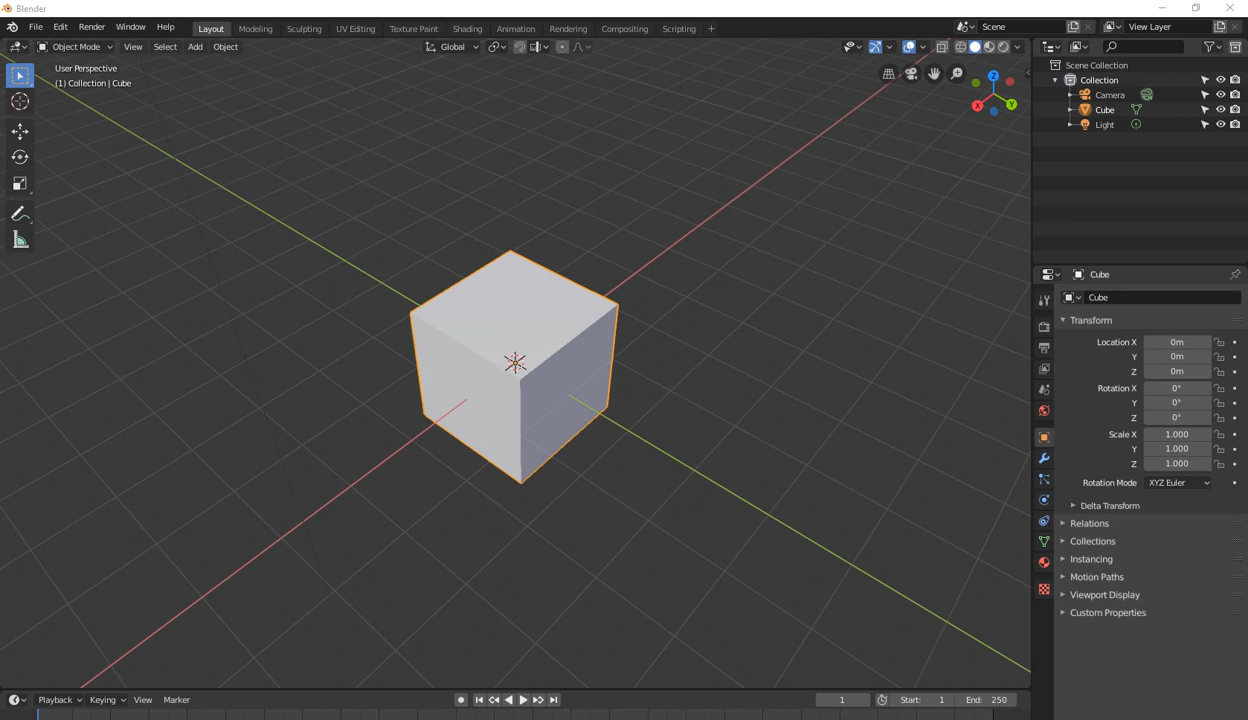 Blender
File Edit Render Window Help Layout Modeling Sculpting UV Editing Texture Paint Shading Animation Rendering Compositing Scripting + Scene View Layer
Object Mode View Select Add Object Global
User Perspective
(1) Collection | Cube
X Y Z
Scene Collection
Collection
Camera
Cube
Light
Cube
Cube
Transform
Location X 0m
Y 0m
Z 0m
Rotation X 0°
Y 0°
Z 0°
Scale X 1.000
Y 1.000
Z 1.000
Rotation Mode XYZ Euler
Delta Transform
Relations
Collections
Instancing
Motion Paths
Viewport Display
Custom Properties
Playback Keying View Marker 1 Start: 1 End: 250